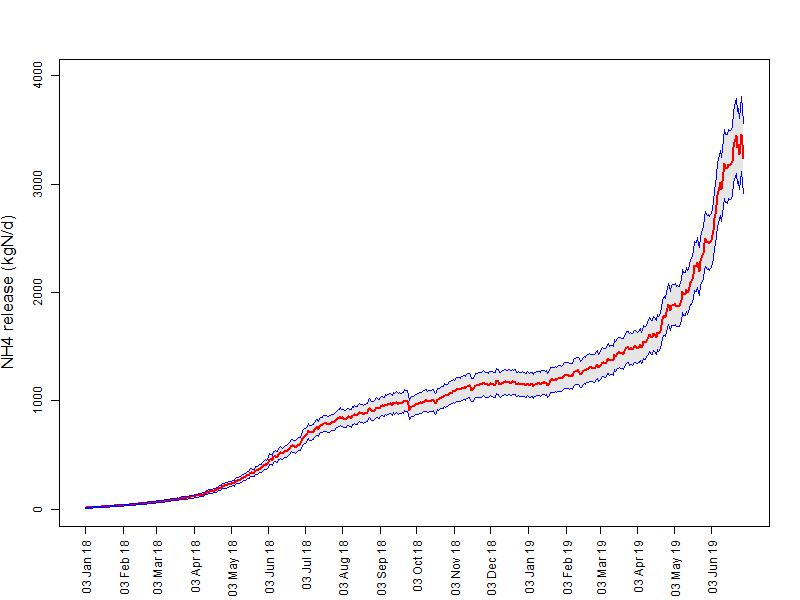 NH4 release (kgN/d)
4000
3000
2000
1000
0
03 Jan 18
03 Feb 18
03 Mar 18
03 Apr 18
03 May 18
03 Jun 18
03 Jul 18
03 Aug 18
03 Sep 18
03 Oct 18
03 Nov 18
03 Dec 18
03 Jan 19
03 Feb 19
03 Mar 19
03 Apr 19
03 May 19
03 Jun 19